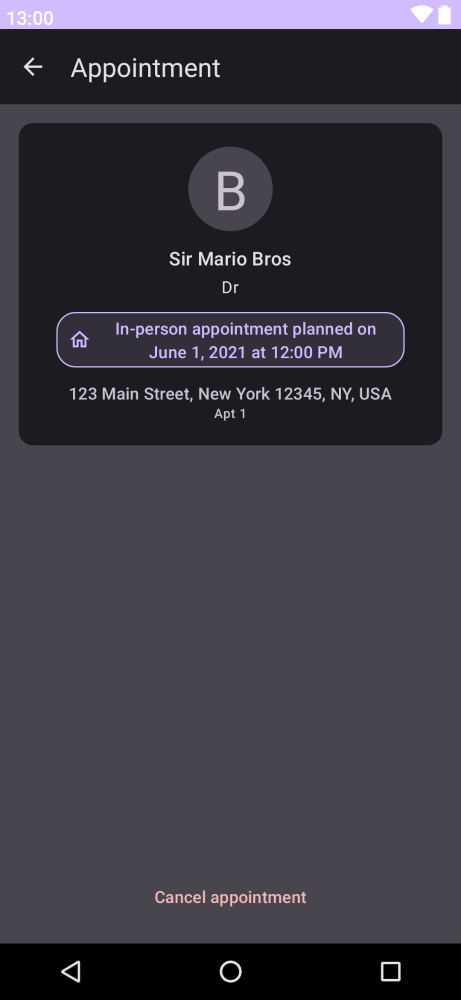 13:00
Appointment
B
Sir Mario Bros
Dr
In-person appointment planned on
June 1, 2021 at 12:00 PM
123 Main Street, New York 12345, NY, USA
Apt 1
Cancel appointment